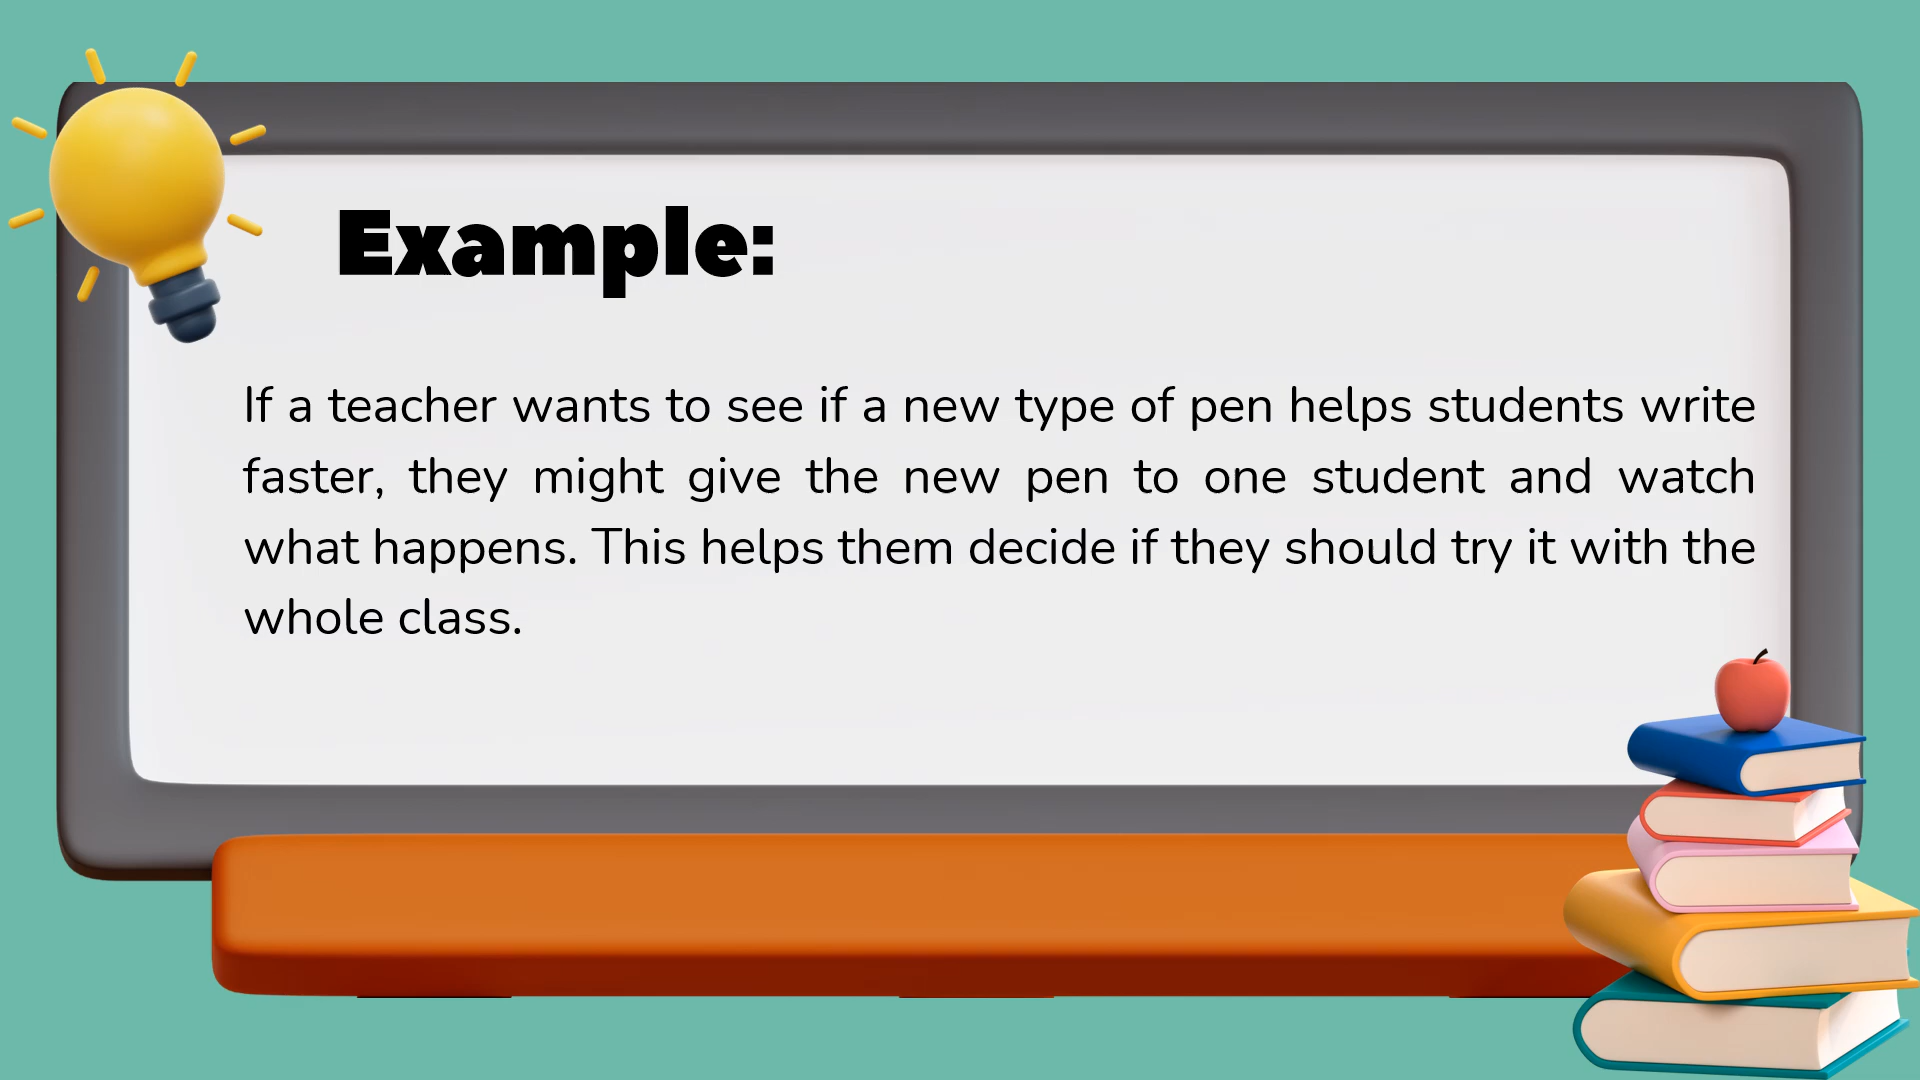 Example:
If a teacher wants to see if a new type of pen helps students write
faster, they might give the new pen to one student and watch
what happens. This helps them decide if they should try it with the
whole class.